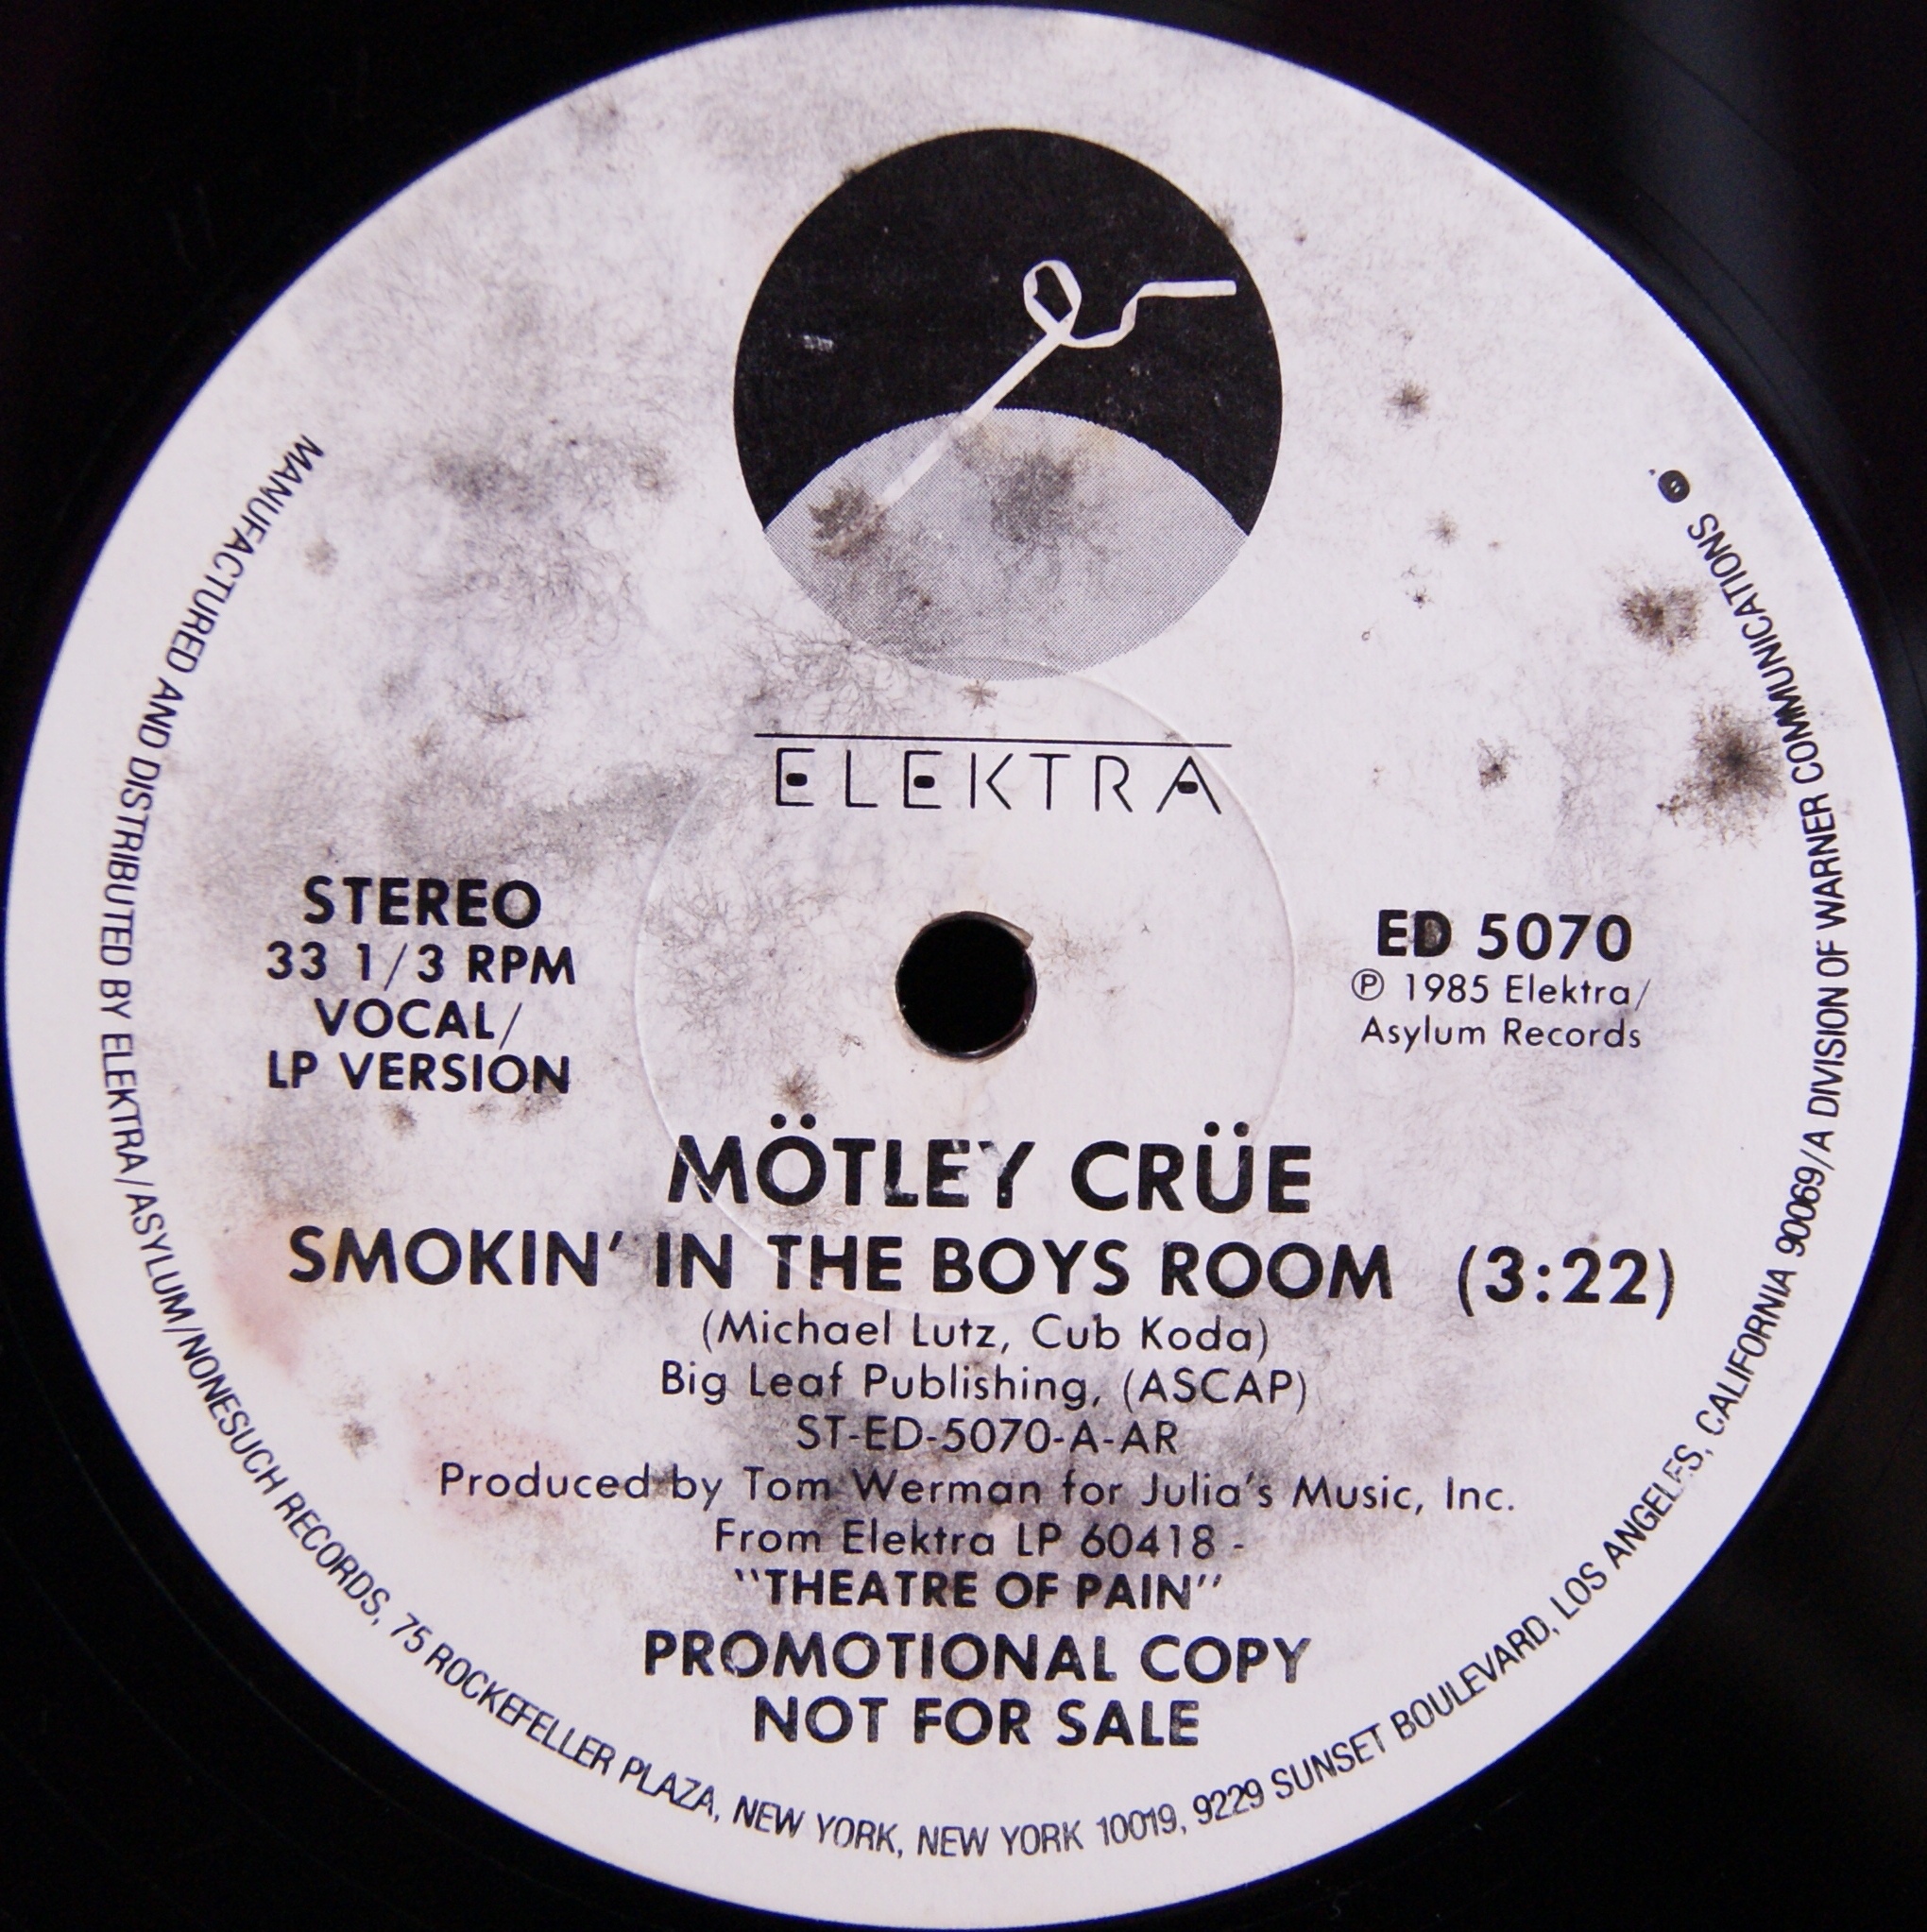 ELEKTRA
STEREO
33 1/3 RPM
VOCAL/
LP VERSION
ED 5070
Ⓟ 1985 Elektra/
Asylum Records
MÖTLEY CRÜE
SMOKIN' IN THE BOYS ROOM (3:22)
(Michael Lutz, Cub Koda)
Big Leaf Publishing, (ASCAP)
ST-ED-5070-A-AR
Produced by Tom Werman for Julia's Music, Inc.
From Elektra LP 60418 -
"THEATRE OF PAIN"
PROMOTIONAL COPY
NOT FOR SALE
MANUFACTURED AND DISTRIBUTED BY ELEKTRA/ASYLUM/NONESUCH RECORDS, 75 ROCKEFELLER PLAZA, NEW YORK, NEW YORK 10019, 9229 SUNSET BOULEVARD, LOS ANGELES, CALIFORNIA 90069/A DIVISION OF WARNER COMMUNICATIONS